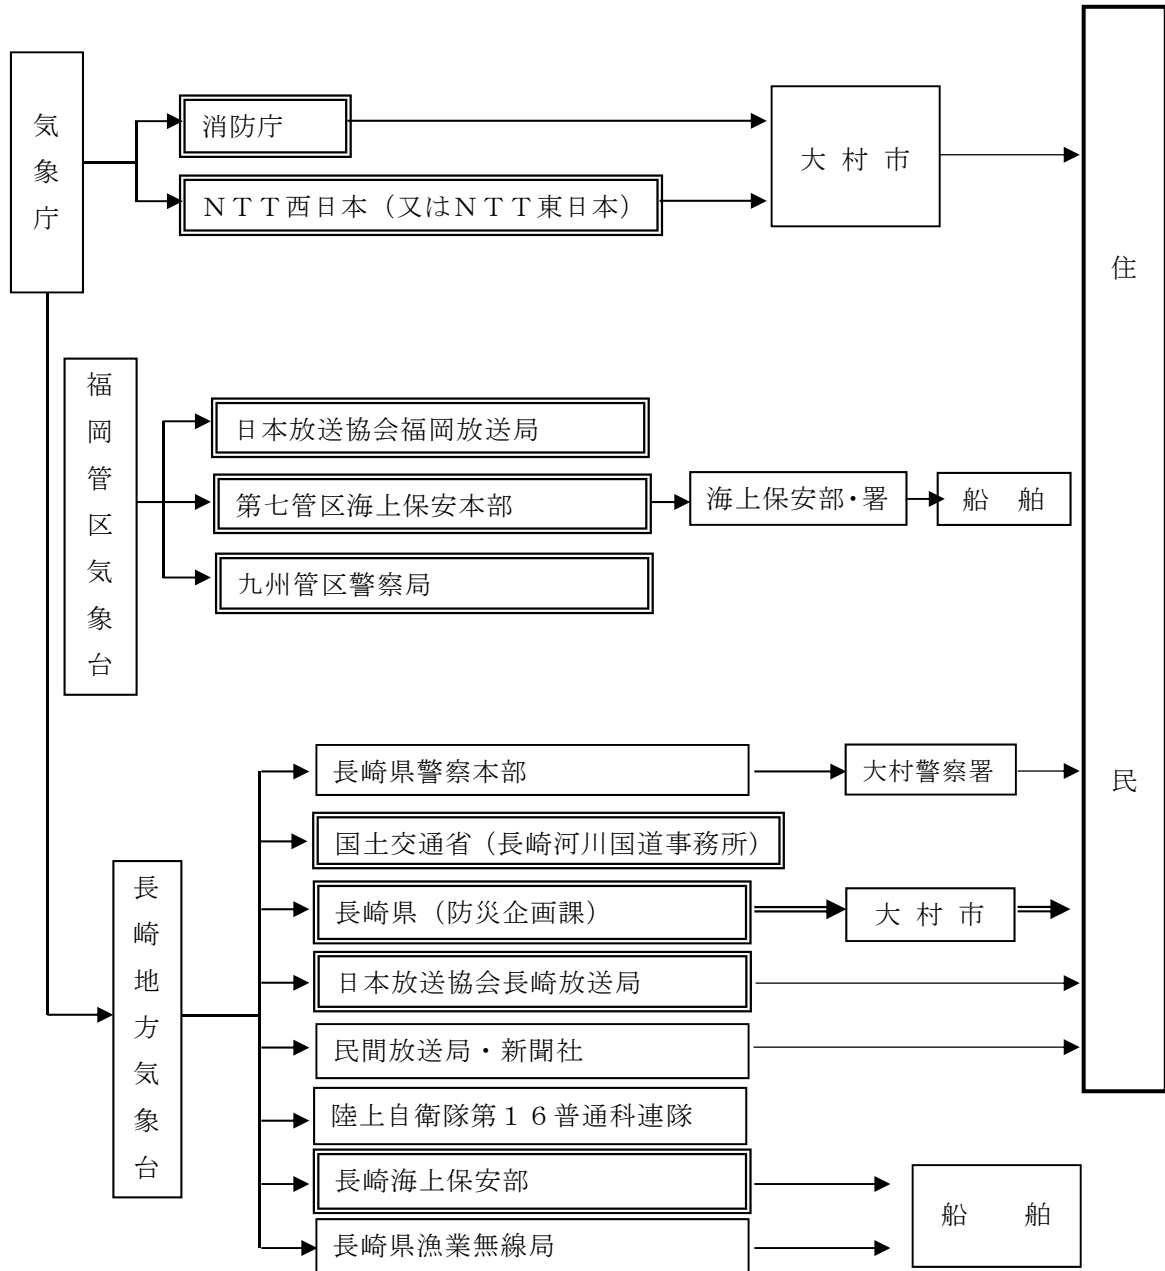 気象庁
消防庁
ＮＴＴ西日本（又はＮＴＴ東日本）
大村市
住民
福岡管区気象台
日本放送協会福岡放送局
第七管区海上保安本部
海上保安部・署
船舶
九州管区警察局
長崎地方気象台
長崎県警察本部
大村警察署
国土交通省（長崎河川国道事務所）
長崎県（防災企画課）
大村市
日本放送協会長崎放送局
民間放送局・新聞社
陸上自衛隊第１６普通科連隊
長崎海上保安部
長崎県漁業無線局
船舶